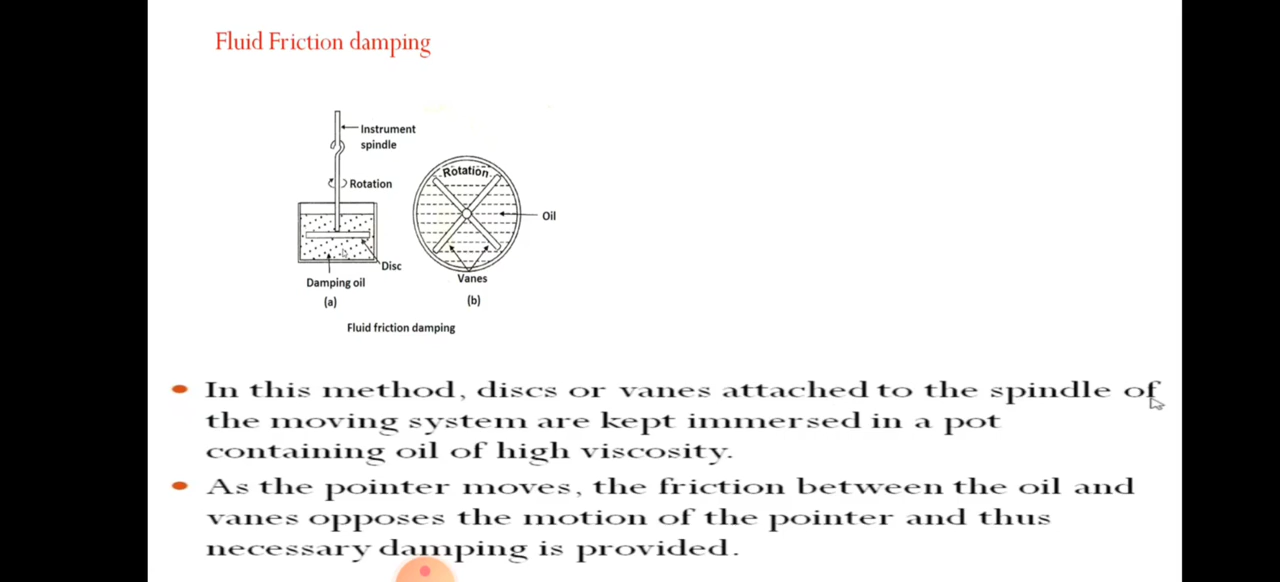 Fluid Friction damping
Instrument
spindle
Rotation
Disc
Damping oil
(a)
Rotation
Oil
Vanes
(b)
Fluid friction damping
• In this method, discs or vanes attached to the spindle of
the moving system are kept immersed in a pot
containing oil of high viscosity.
• As the pointer moves, the friction between the oil and
vanes opposes the motion of the pointer and thus
necessary damping is provided.